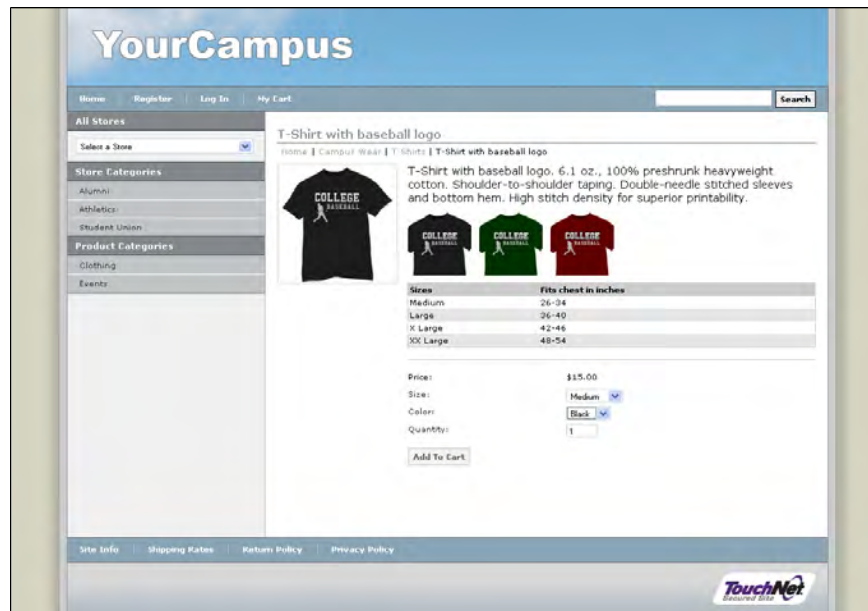 YourCampus
Home Register Log In My Cart Search
All Stores
Select a Store
Store Categories
Alumni
Athletics
Student Union
Product Categories
Clothing
Events
T-Shirt with baseball logo
Home | Campus Wear | T-Shirts | T-Shirt with baseball logo
COLLEGE
BASEBALL
T-Shirt with baseball logo. 6.1 oz., 100% preshrunk heavyweight
cotton. Shoulder-to-shoulder taping. Double-needle stitched sleeves
and bottom hem. High stitch density for superior printability.
COLLEGE BASEBALL
COLLEGE BASEBALL
COLLEGE BASEBALL
Sizes Fits chest in inches
Medium 26-34
Large 36-40
X Large 42-46
XX Large 48-54
Price: $15.00
Size: Medium
Color: Black
Quantity: 1
Add To Cart
Site Info Shipping Rates Return Policy Privacy Policy
TouchNet
Secured Site